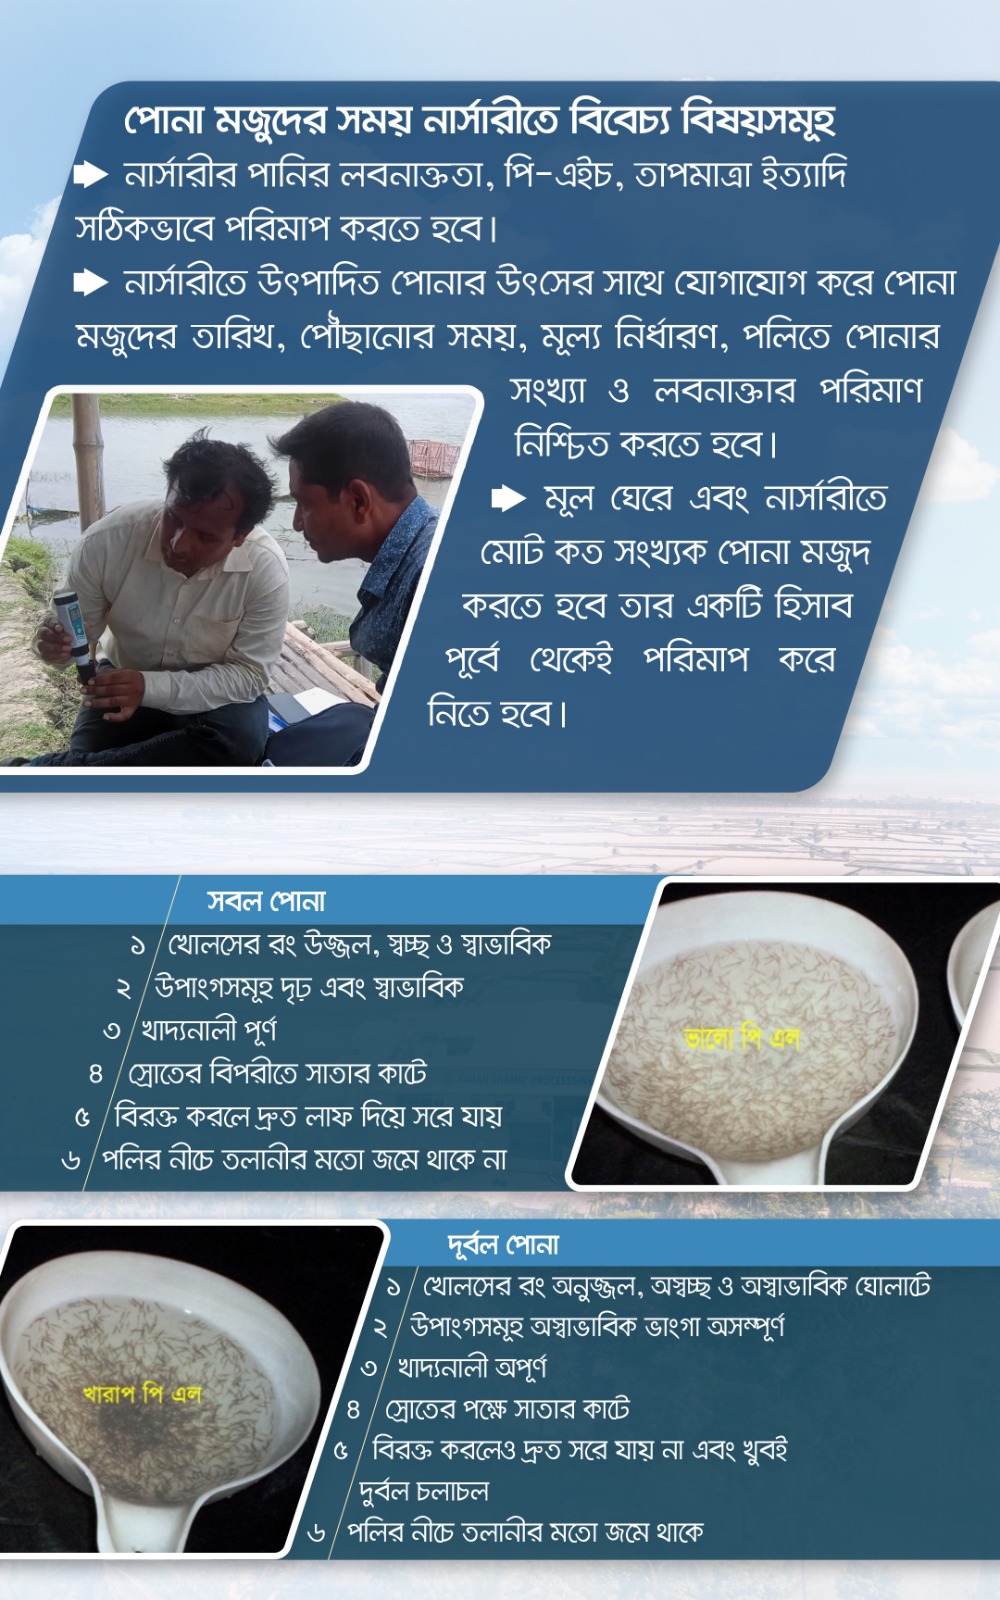 পোনা মজুদের সময় নার্সারীতে বিবেচ্য বিষয়সমূহ
নার্সারীর পানির লবনাক্ততা, পি-এইচ, তাপমাত্রা ইত্যাদি
সঠিকভাবে পরিমাপ করতে হবে।
নার্সারীতে উৎপাদিত পোনার উৎসের সাথে যোগাযোগ করে পোনা
মজুদের তারিখ, পৌঁছানোর সময়, মূল্য নির্ধারণ, পলিতে পোনার
সংখ্যা ও লবনাক্তার পরিমাণ
নিশ্চিত করতে হবে।
মূল ঘেরে এবং নার্সারীতে
মোট কত সংখ্যক পোনা মজুদ
করতে হবে তার একটি হিসাব
পূর্বে থেকেই পরিমাপ করে
নিতে হবে।
সবল পোনা
১ খোলসের রং উজ্জল, স্বচ্ছ ও স্বাভাবিক
২ উপাংগসমূহ দৃঢ় এবং স্বাভাবিক
৩ খাদ্যনালী পূর্ণ
৪ স্রোতের বিপরীতে সাতার কাটে
৫ বিরক্ত করলে দ্রুত লাফ দিয়ে সরে যায়
৬ পলির নীচে তলানীর মতো জমে থাকে না
ভালো পি এল
দূর্বল পোনা
১ খোলসের রং অনুজ্জল, অস্বচ্ছ ও অস্বাভাবিক ঘোলাটে
২ উপাংগসমূহ অস্বাভাবিক ভাংগা অসম্পূর্ণ
৩ খাদ্যনালী অপূর্ণ
৪ স্রোতের পক্ষে সাতার কাটে
৫ বিরক্ত করলেও দ্রুত সরে যায় না এবং খুবই
দুর্বল চলাচল
৬ পলির নীচে তলানীর মতো জমে থাকে
খারাপ পি এল